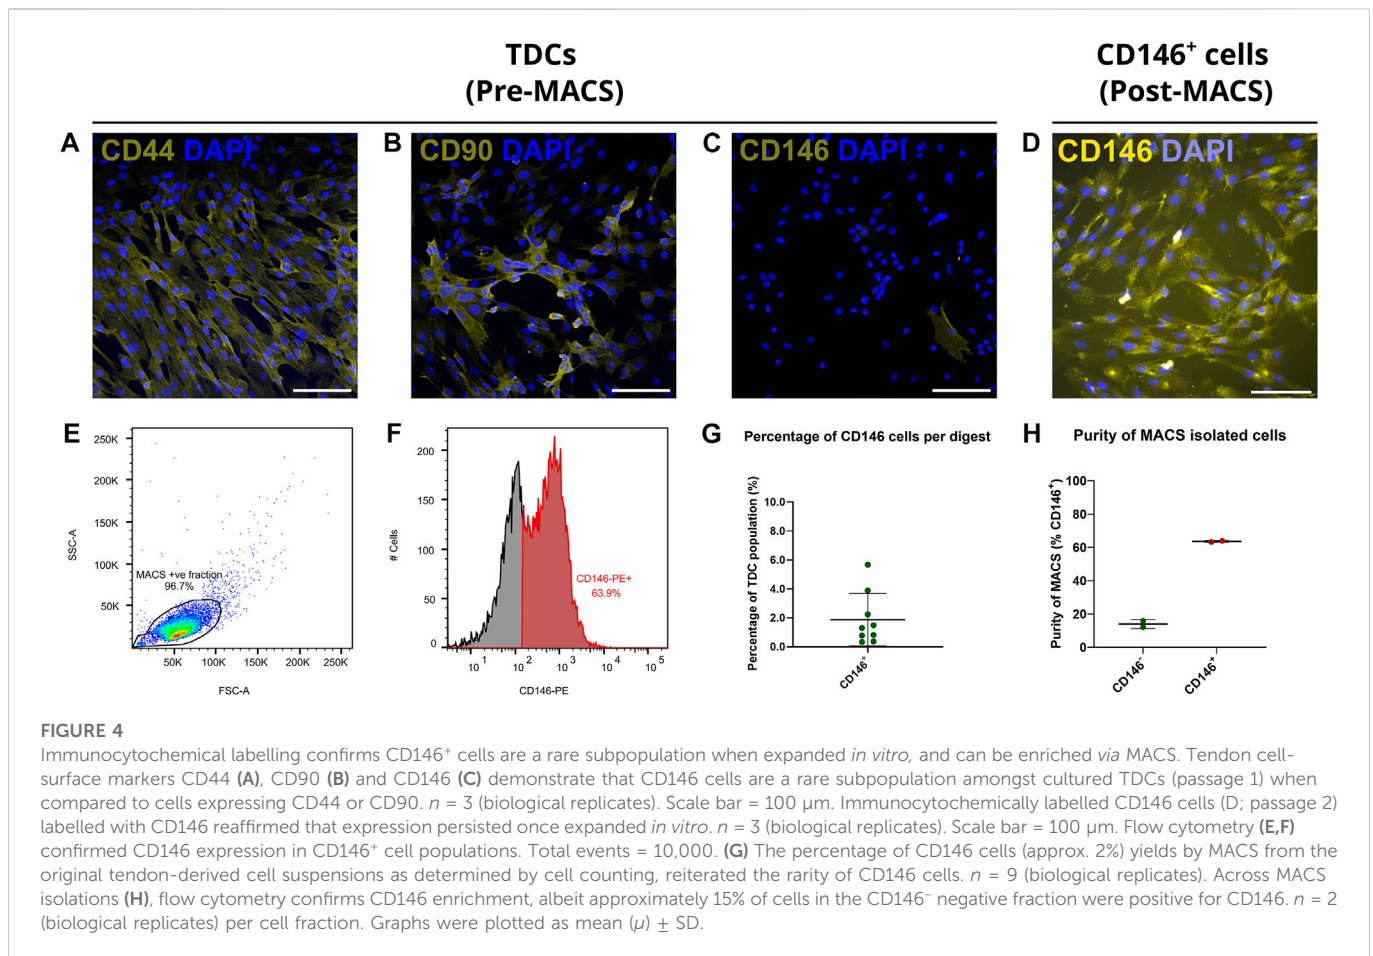 TDCs
(Pre-MACS)
CD146⁺ cells
(Post-MACS)
A
CD44 DAPI
B
CD90 DAPI
C
CD146 DAPI
D
CD146 DAPI
E
250K
200K
150K
100K
50K
SSC-A
MACS +ve fraction
96.7%
50K 100K 150K 200K 250K
FSC-A
F
200
150
100
50
0
# Cells
CD146-PE+
63.9%
10¹ 10² 10³ 10⁴ 10⁵
CD146-PE
G
Percentage of CD146 cells per digest
Percentage of TDC population (%)
10.0
8.0
6.0
4.0
2.0
0.0
CD146⁺
H
Purity of MACS isolated cells
Purity of MACS (% CD146⁺)
100
80
60
40
20
0
CD146⁻
CD146⁺
FIGURE 4
Immunocytochemical labelling confirms CD146⁺ cells are a rare subpopulation when expanded in vitro, and can be enriched via MACS. Tendon cell-
surface markers CD44 (A), CD90 (B) and CD146 (C) demonstrate that CD146 cells are a rare subpopulation amongst cultured TDCs (passage 1) when
compared to cells expressing CD44 or CD90. n = 3 (biological replicates). Scale bar = 100 µm. Immunocytochemically labelled CD146 cells (D; passage 2)
labelled with CD146 reaffirmed that expression persisted once expanded in vitro. n = 3 (biological replicates). Scale bar = 100 µm. Flow cytometry (E,F)
confirmed CD146 expression in CD146⁺ cell populations. Total events = 10,000. (G) The percentage of CD146 cells (approx. 2%) yields by MACS from the
original tendon-derived cell suspensions as determined by cell counting, reiterated the rarity of CD146 cells. n = 9 (biological replicates). Across MACS
isolations (H), flow cytometry confirms CD146 enrichment, albeit approximately 15% of cells in the CD146⁻ negative fraction were positive for CD146. n = 2
(biological replicates) per cell fraction. Graphs were plotted as mean (µ) ± SD.